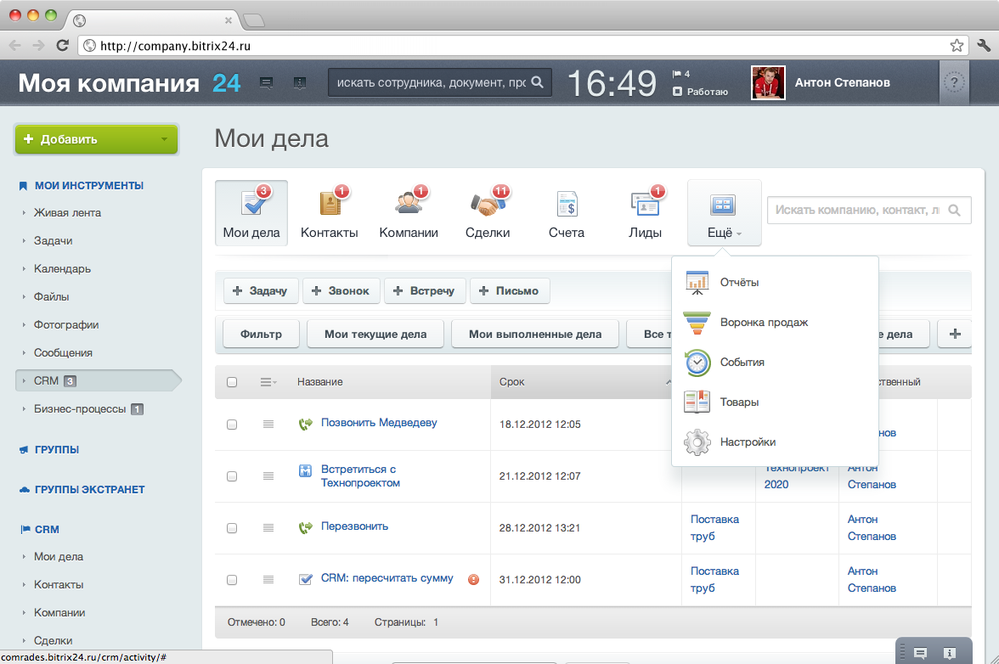 http://company.bitrix24.ru
Моя компания 24
искать сотрудника, документ, прс
16:49
4
Работаю
Антон Степанов
?
Добавить
Мои дела
МОИ ИНСТРУМЕНТЫ
Живая лента
Задачи
Календарь
Файлы
Фотографии
Сообщения
CRM 3
Бизнес-процессы 1
ГРУППЫ
ГРУППЫ ЭКСТРАНЕТ
CRM
Мои дела
Контакты
Компании
Сделки
3 1 1 11 1
Мои дела Контакты Компании Сделки Счета Лиды Ещё
Искать компанию, контакт, ли
Отчёты
Воронка продаж
События
Товары
Настройки
+ Задачу + Звонок + Встречу + Письмо
Фильтр Мои текущие дела Мои выполненные дела Все т е дела +
Название Срок ственный
Позвонить Медведеву 18.12.2012 12:05 нов
Встретиться с
Технопроектом
21.12.2012 12:07
Технопроект
2020
Антон
Степанов
Перезвонить 28.12.2012 13:21
Поставка
труб
Антон
Степанов
CRM: пересчитать сумму 31.12.2012 12:00
Поставка
труб
Антон
Степанов
Отмечено: 0 Всего: 4 Страницы: 1
comrades.bitrix24.ru/crm/activity/#